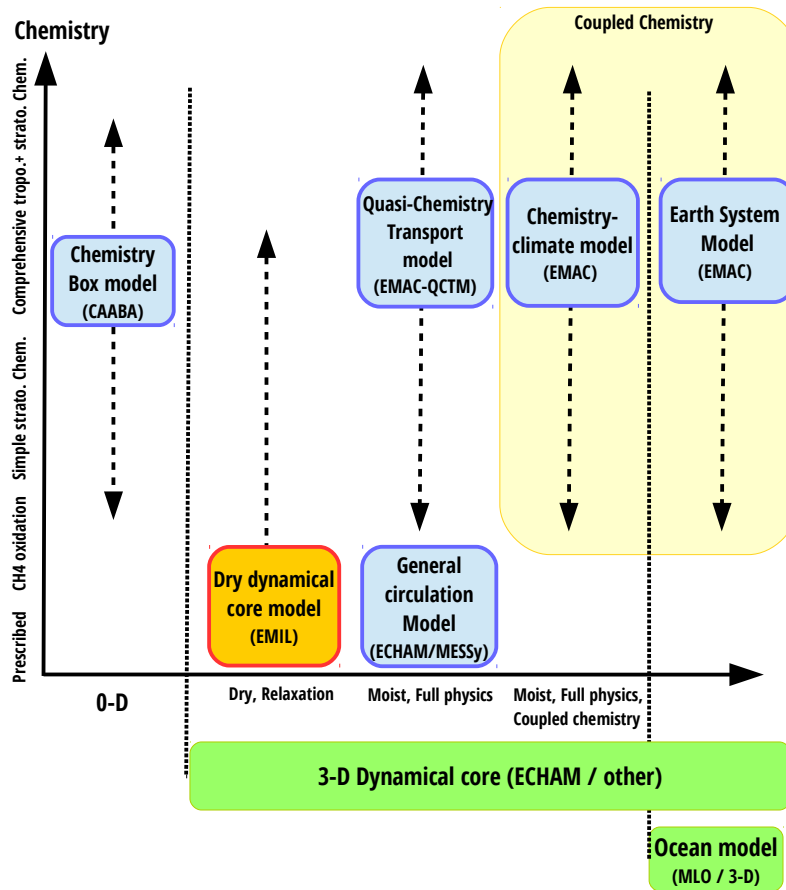 Chemistry
Coupled Chemistry
Comprehensive tropo.+ strato. Chem.
Simple strato. Chem.
CH4 oxidation
Prescribed
Chemistry
Box model
(CAABA)
Quasi-Chemistry
Transport
model
(EMAC-QCTM)
Chemistry-
climate model
(EMAC)
Earth System
Model
(EMAC)
Dry dynamical
core model
(EMIL)
General
circulation
Model
(ECHAM/MESSy)
0-D
Dry, Relaxation
Moist, Full physics
Moist, Full physics,
Coupled chemistry
3-D Dynamical core (ECHAM / other)
Ocean model
(MLO / 3-D)